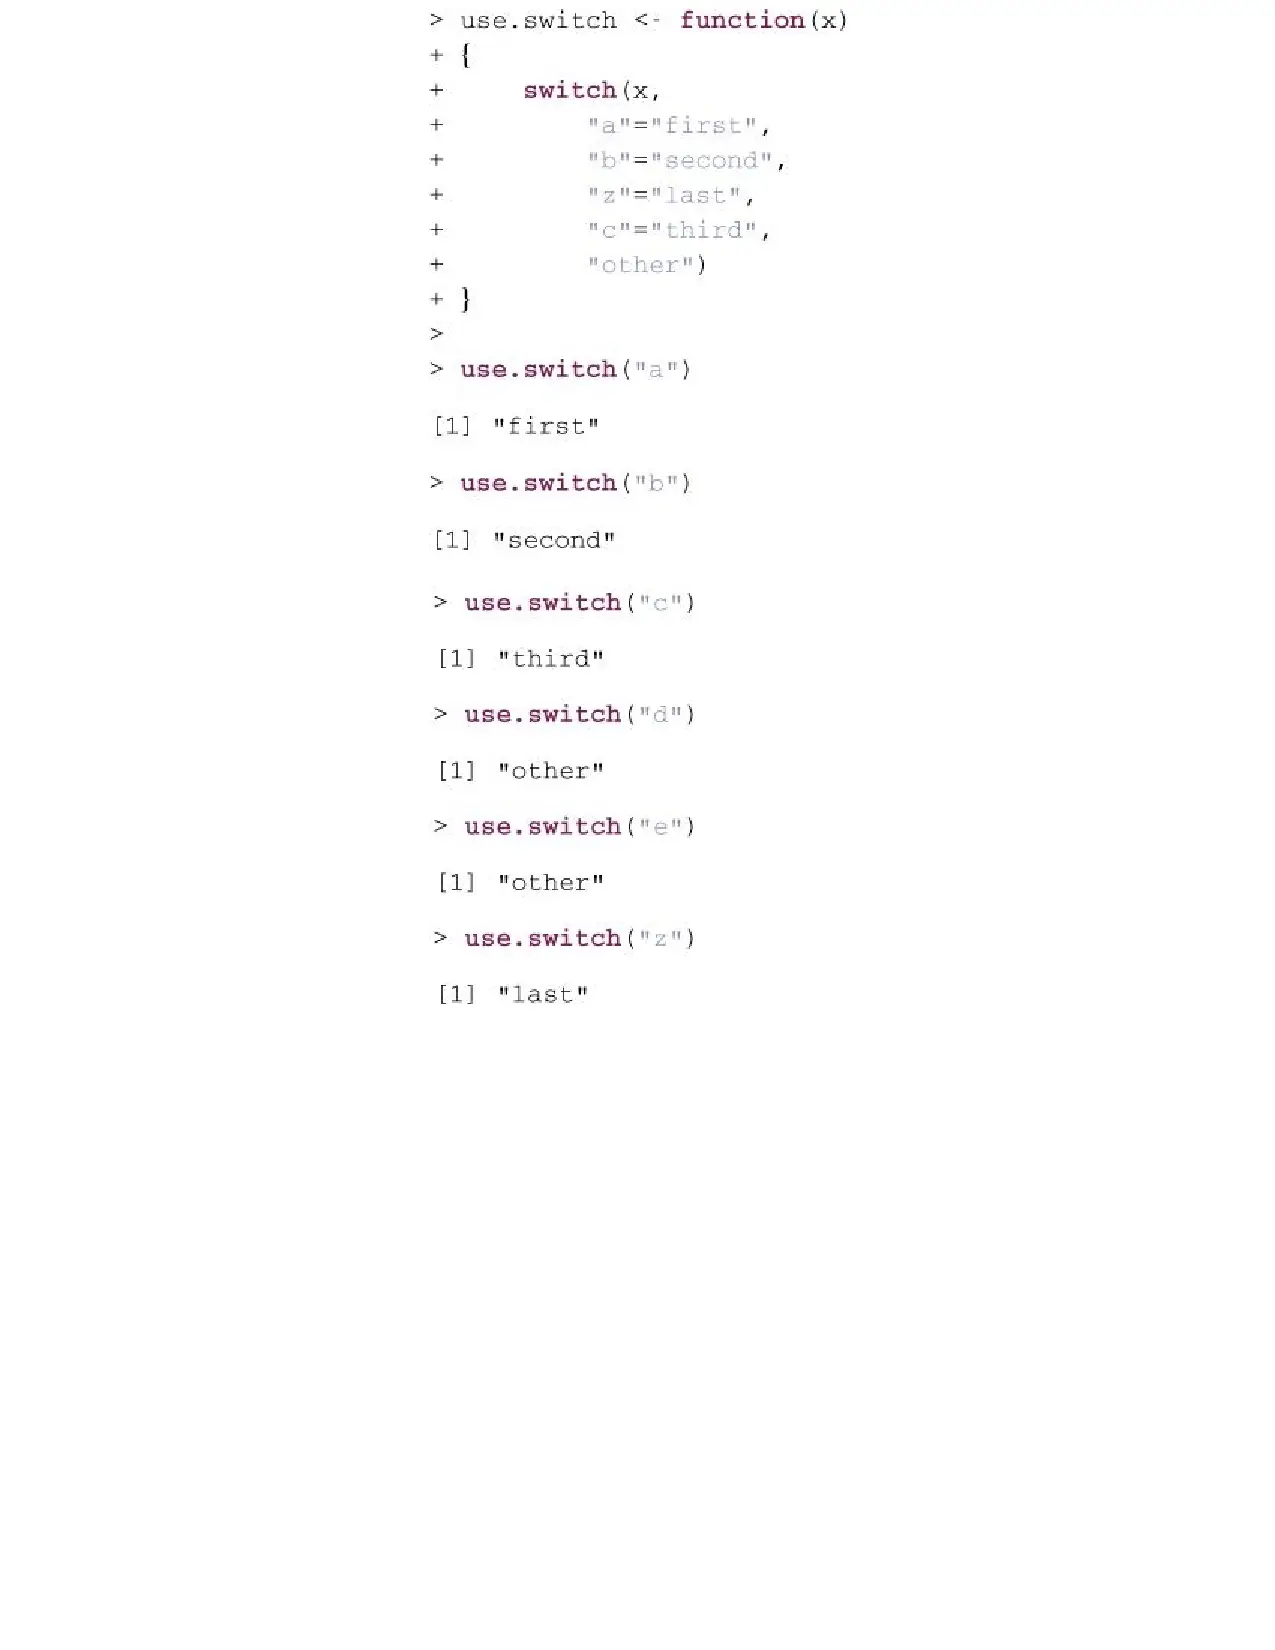 > use.switch <- function(x)
+ {
+     switch(x,
+         "a"="first",
+         "b"="second",
+         "z"="last",
+         "c"="third",
+         "other")
+ }
>
> use.switch("a")
[1] "first"
> use.switch("b")
[1] "second"
> use.switch("c")
[1] "third"
> use.switch("d")
[1] "other"
> use.switch("e")
[1] "other"
> use.switch("z")
[1] "last"